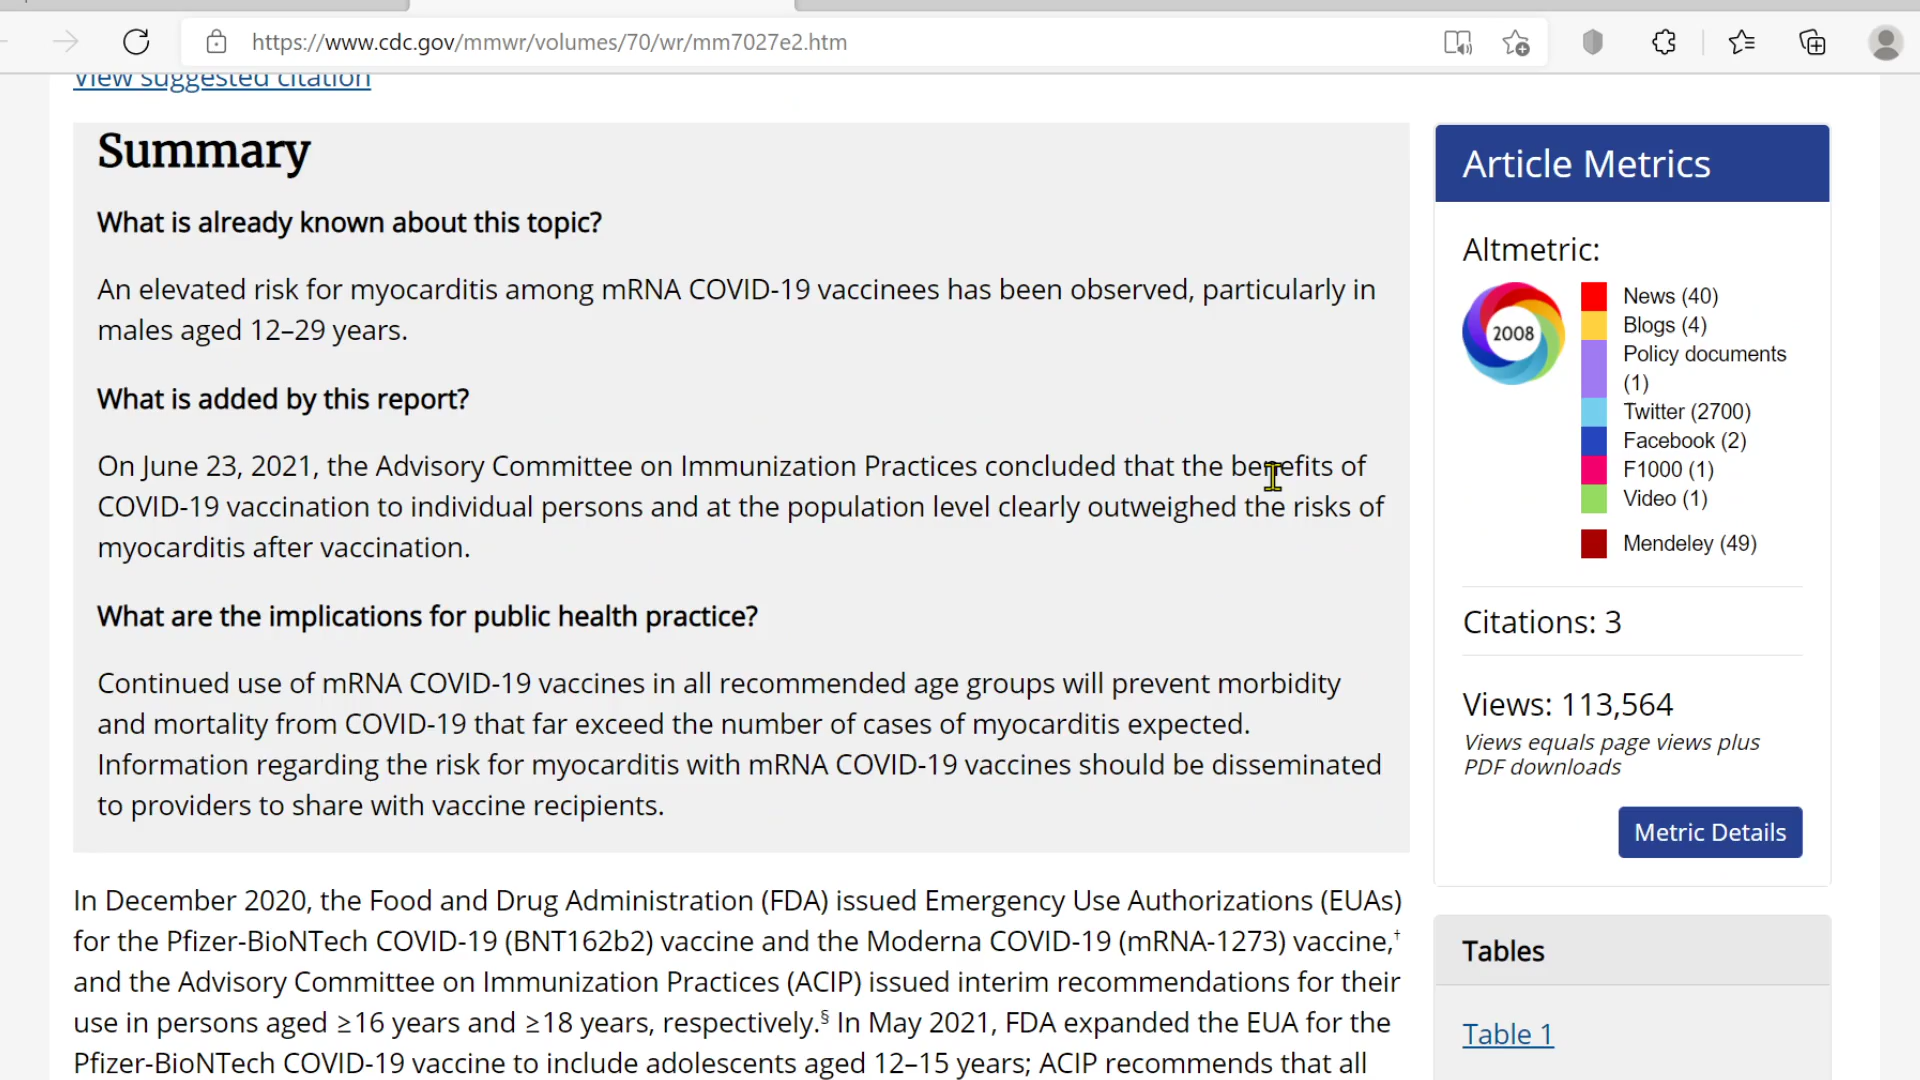 https://www.cdc.gov/mmwr/volumes/70/wr/mm7027e2.htm
View suggested citation
Summary
What is already known about this topic?
An elevated risk for myocarditis among mRNA COVID-19 vaccinees has been observed, particularly in
males aged 12–29 years.
What is added by this report?
On June 23, 2021, the Advisory Committee on Immunization Practices concluded that the benefits of
COVID-19 vaccination to individual persons and at the population level clearly outweighed the risks of
myocarditis after vaccination.
What are the implications for public health practice?
Continued use of mRNA COVID-19 vaccines in all recommended age groups will prevent morbidity
and mortality from COVID-19 that far exceed the number of cases of myocarditis expected.
Information regarding the risk for myocarditis with mRNA COVID-19 vaccines should be disseminated
to providers to share with vaccine recipients.
In December 2020, the Food and Drug Administration (FDA) issued Emergency Use Authorizations (EUAs)
for the Pfizer-BioNTech COVID-19 (BNT162b2) vaccine and the Moderna COVID-19 (mRNA-1273) vaccine,†
and the Advisory Committee on Immunization Practices (ACIP) issued interim recommendations for their
use in persons aged ≥16 years and ≥18 years, respectively.§ In May 2021, FDA expanded the EUA for the
Pfizer-BioNTech COVID-19 vaccine to include adolescents aged 12–15 years; ACIP recommends that all
Article Metrics
Altmetric:
2008
News (40)
Blogs (4)
Policy documents
(1)
Twitter (2700)
Facebook (2)
F1000 (1)
Video (1)
Mendeley (49)
Citations: 3
Views: 113,564
Views equals page views plus
PDF downloads
Metric Details
Tables
Table 1